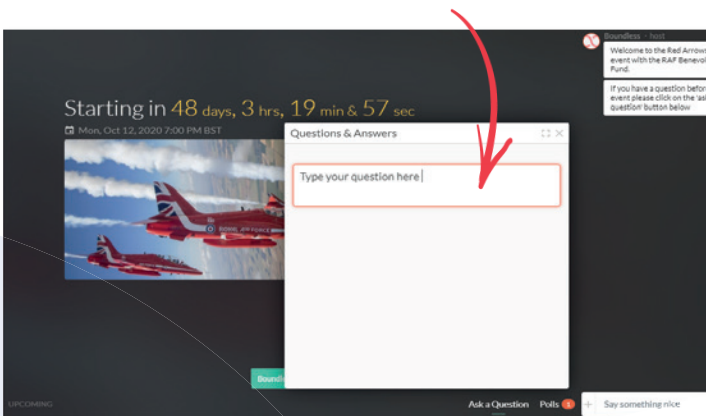 Boundless - host
Welcome to the Red Arrows
event with the RAF Benevol
Fund.
If you have a question before
event please click on the 'as
question' button below
Starting in 48 days, 3 hrs, 19 min & 57 sec
Mon, Oct 12, 2020 7:00 PM BST
Questions & Answers
Type your question here
ROYAL AIR FORCE
Boundle
UPCOMING
Ask a Question Polls 1
+ Say something nice